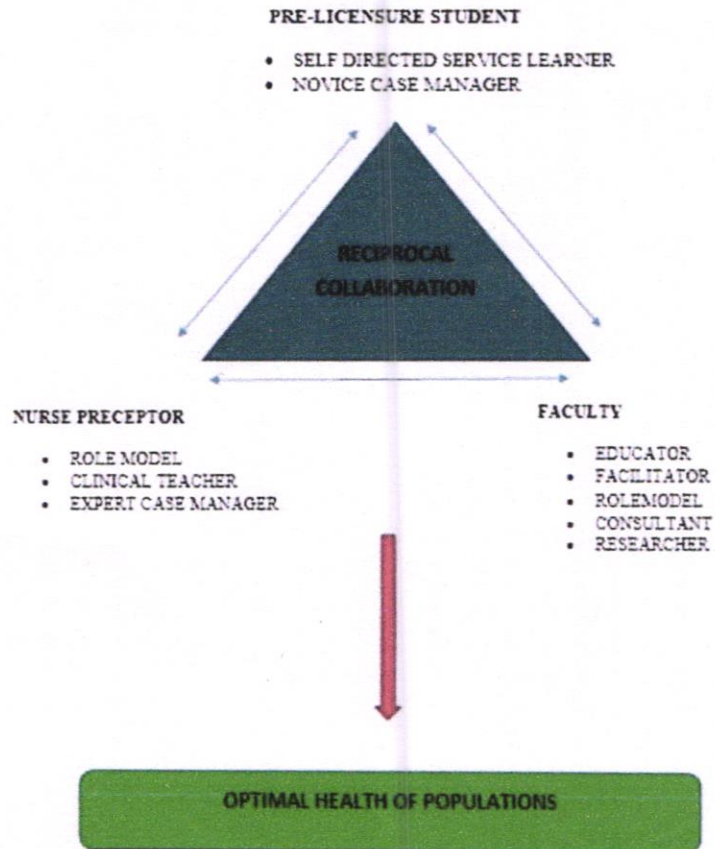 PRE-LICENSURE STUDENT
• SELF DIRECTED SERVICE LEARNER
• NOVICE CASE MANAGER
RECIPROCAL
COLLABORATION
NURSE PRECEPTOR
• ROLE MODEL
• CLINICAL TEACHER
• EXPERT CASE MANAGER
FACULTY
• EDUCATOR
• FACILITATOR
• ROLEMODEL
• CONSULTANT
• RESEARCHER
OPTIMAL HEALTH OF POPULATIONS